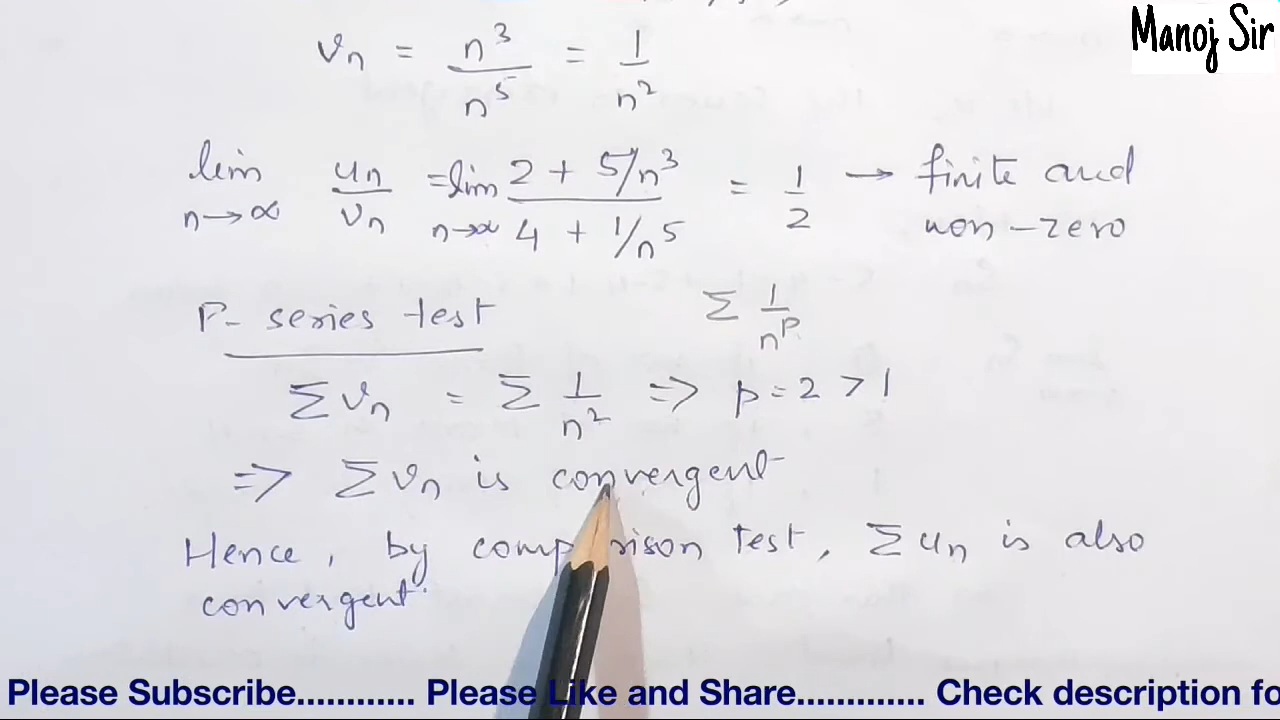 Manoj Sir
vn = n³/n⁵ = 1/n²
lim n→∞ un/vn = lim n→∞ (2 + 5/n³)/(4 + 1/n⁵) = 1/2 → finite and non-zero
P- series test Σ 1/nᵖ
Σ vn = Σ 1/n² ⇒ p = 2 > 1
⇒ Σ vn is convergent
Hence, by comparison test, Σ un is also
convergent.
Please Subscribe............ Please Like and Share............. Check description fo